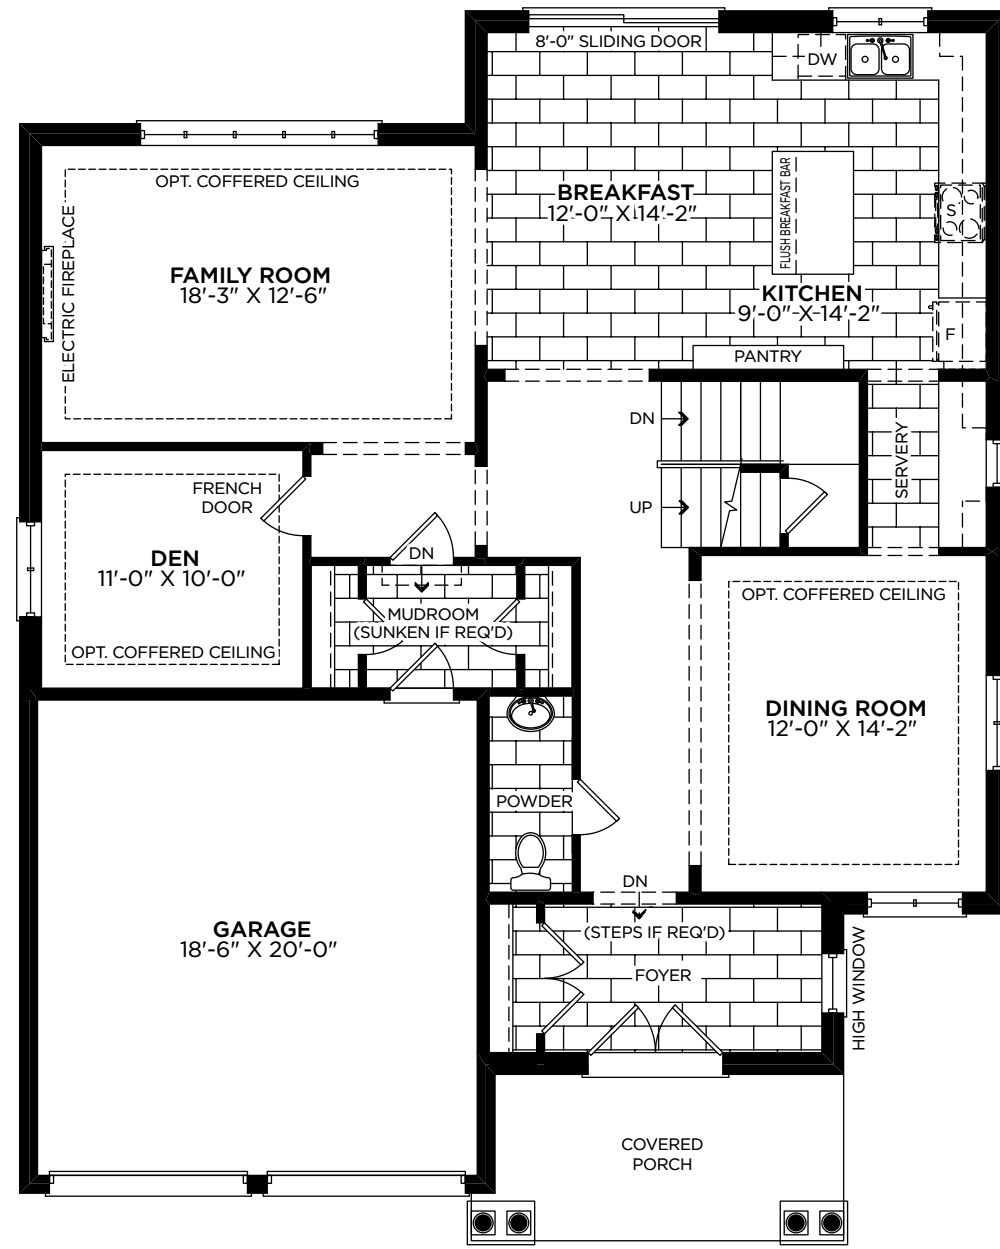 8'-0" SLIDING DOOR
DW
OPT. COFFERED CEILING
ELECTRIC FIREPLACE
FAMILY ROOM
18'-3" X 12'-6"
BREAKFAST
12'-0" X 14'-2"
FLUSH BREAKFAST BAR
S
KITCHEN
9'-0" X 14'-2"
F
PANTRY
DN
UP
SERVERY
FRENCH
DOOR
DEN
11'-0" X 10'-0"
OPT. COFFERED CEILING
DN
MUDROOM
(SUNKEN IF REQ'D)
OPT. COFFERED CEILING
DINING ROOM
12'-0" X 14'-2"
POWDER
DN
(STEPS IF REQ'D)
FOYER
HIGH WINDOW
GARAGE
18'-6" X 20'-0"
COVERED
PORCH